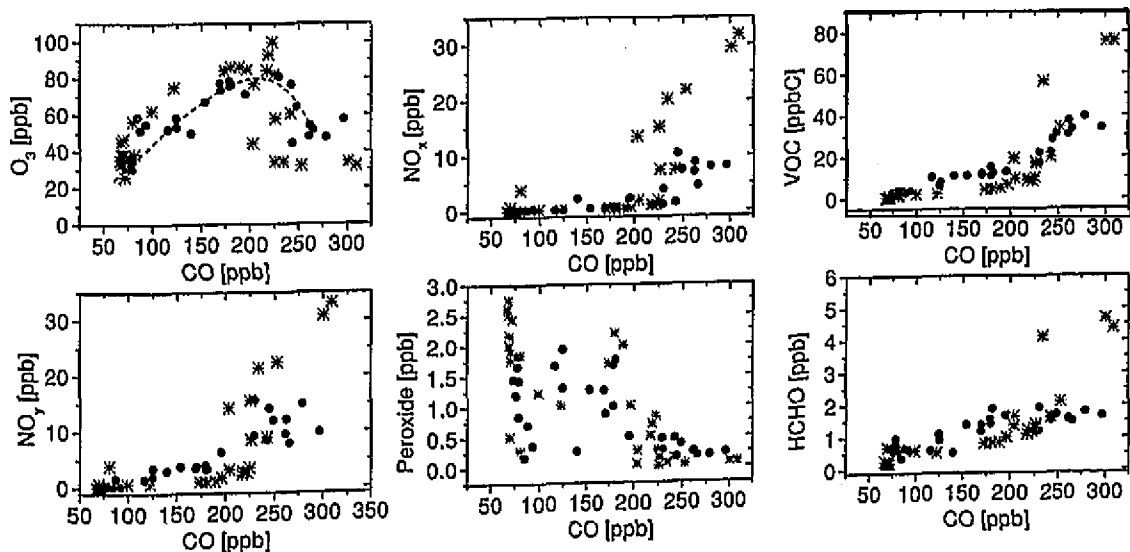 100
80
60
40
20
0
O3 [ppb]
50 100 150 200 250 300
CO [ppb]
30
20
10
0
NOx [ppb]
50 100 150 200 250 300
CO [ppb]
80
60
40
20
0
VOC [ppbC]
50 100 150 200 250 300
CO [ppb]
30
20
10
0
NOy [ppb]
50 100 150 200 250 300 350
CO [ppb]
3.0
2.5
2.0
1.5
1.0
0.5
0.0
Peroxide [ppb]
50 100 150 200 250 300
CO [ppb]
6
5
4
3
2
1
0
HCHO [ppb]
50 100 150 200 250 300
CO [ppb]